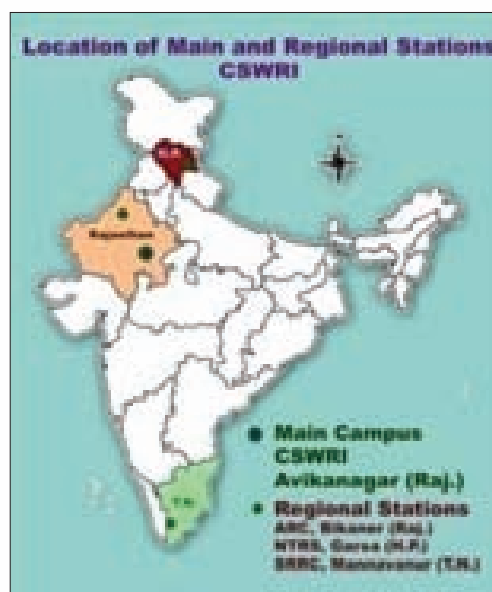 Location of Main and Regional Stations
CSWRI
H.P.
Rajasthan
T.N.
Main Campus
CSWRI
Avikanagar (Raj.)
Regional Stations
ARC, Bikaner (Raj.)
NTRS, Garsa (H.P.)
SRRC, Mannavanur (T.N.)